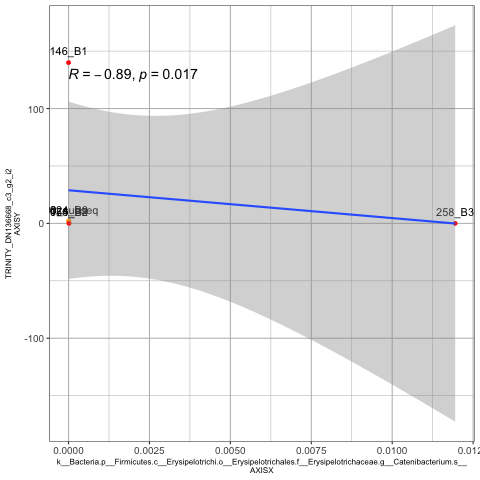 146_B1
R = −0.89, p = 0.017
258_B3
100
0
-100
TRINITY_DN136668_c3_g2_i2
AXISY
0.0000
0.0025
0.0050
0.0075
0.0100
0.012
k__Bacteria.p__Firmicutes.c__Erysipelotrichi.o__Erysipelotrichales.f__Erysipelotrichaceae.g__Catenibacterium.s__
AXISX